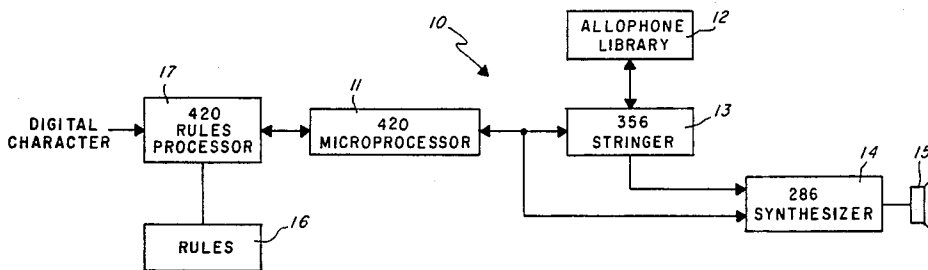 10
12
ALLOPHONE
LIBRARY
17
11
13
DIGITAL
CHARACTER
420
RULES
PROCESSOR
420
MICROPROCESSOR
356
STRINGER
14
15
286
SYNTHESIZER
16
RULES